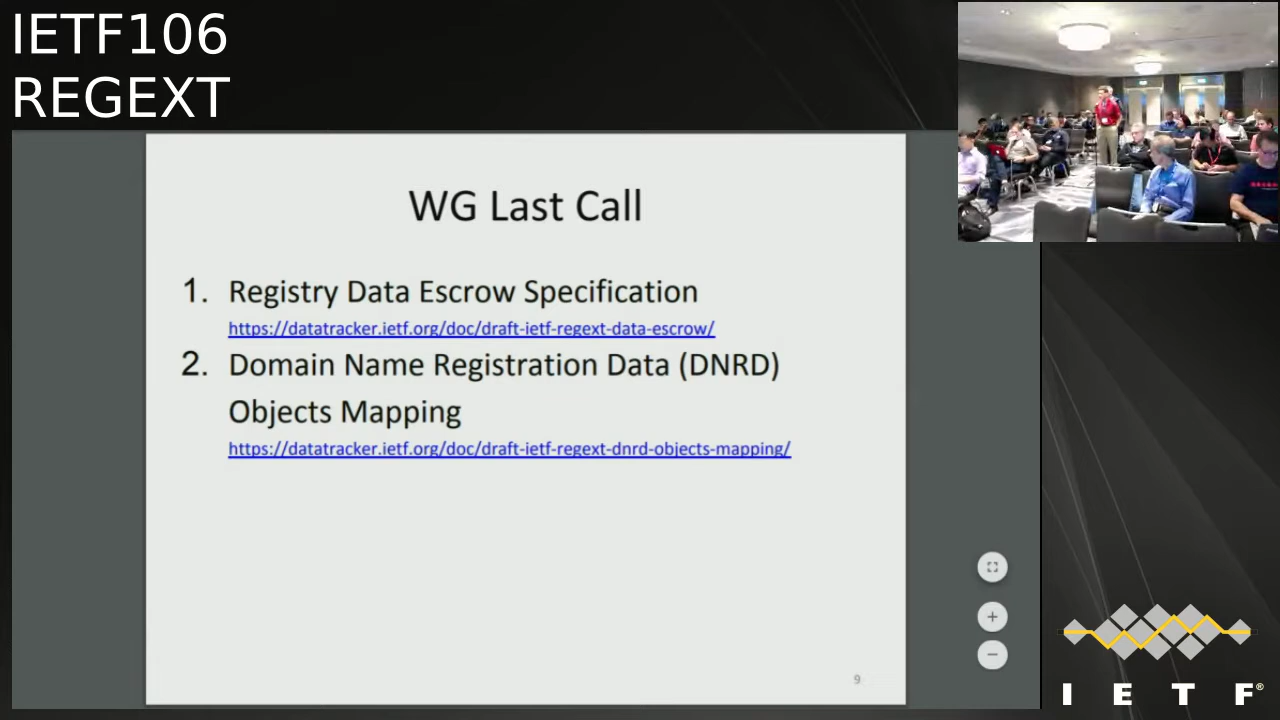 IETF106
REGEXT
WG Last Call
1. Registry Data Escrow Specification
https://datatracker.ietf.org/doc/draft-ietf-regext-data-escrow/
2. Domain Name Registration Data (DNRD)
Objects Mapping
https://datatracker.ietf.org/doc/draft-ietf-regext-dnrd-objects-mapping/
9
I E T F®